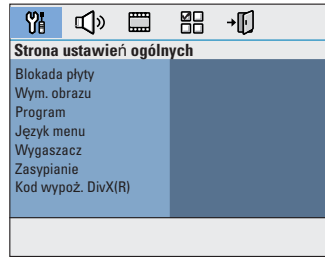 Strona ustawień ogólnych
Blokada płyty
Wym. obrazu
Program
Język menu
Wygaszacz
Zasypianie
Kod wypoż. DivX(R)